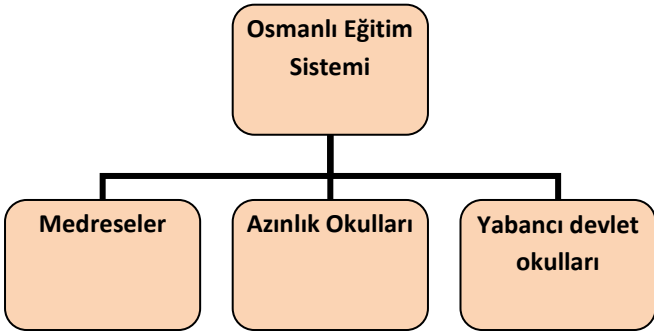 Osmanlı Eğitim
Sistemi
Medreseler
Azınlık Okulları
Yabancı devlet
okulları